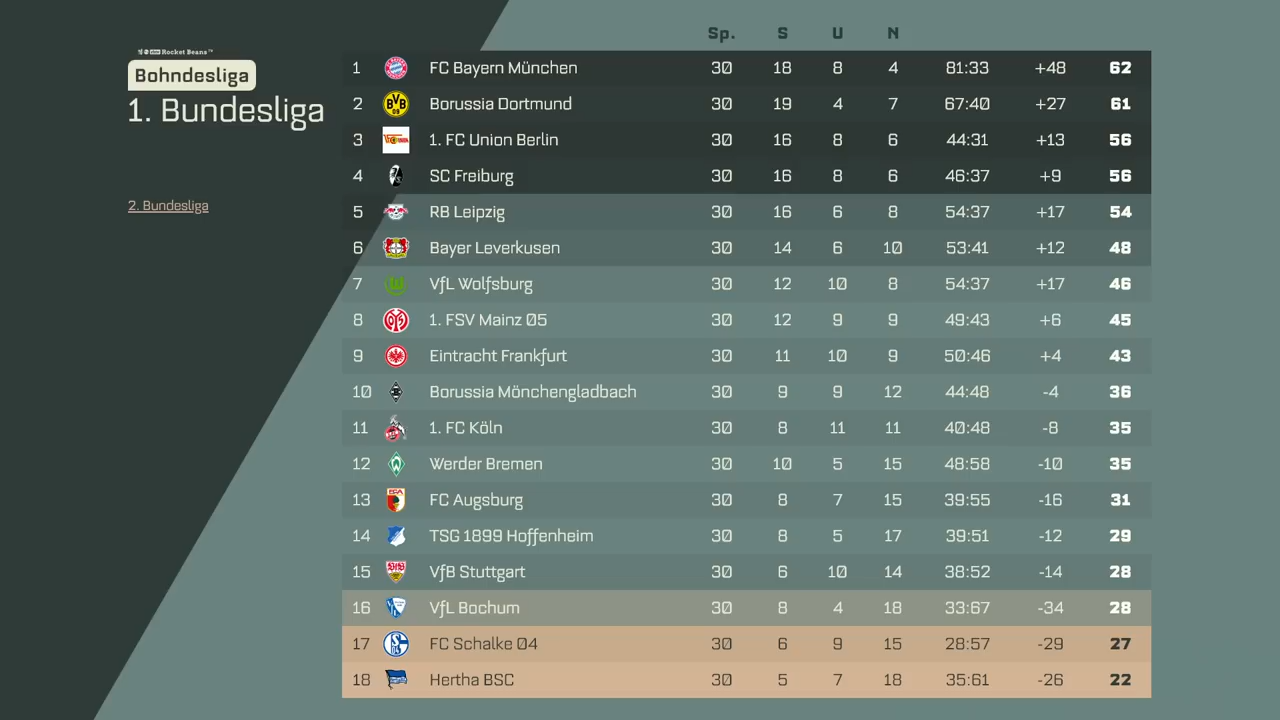 Rocket Beans™
Bohndesliga
1. Bundesliga
2. Bundesliga
Sp. S U N
1 FC Bayern München 30 18 8 4 81:33 +48 62
2 Borussia Dortmund 30 19 4 7 67:40 +27 61
3 1. FC Union Berlin 30 16 8 6 44:31 +13 56
4 SC Freiburg 30 16 8 6 46:37 +9 56
5 RB Leipzig 30 16 6 8 54:37 +17 54
6 Bayer Leverkusen 30 14 6 10 53:41 +12 48
7 VfL Wolfsburg 30 12 10 8 54:37 +17 46
8 1. FSV Mainz 05 30 12 9 9 49:43 +6 45
9 Eintracht Frankfurt 30 11 10 9 50:46 +4 43
10 Borussia Mönchengladbach 30 9 9 12 44:48 -4 36
11 1. FC Köln 30 8 11 11 40:48 -8 35
12 Werder Bremen 30 10 5 15 48:58 -10 35
13 FC Augsburg 30 8 7 15 39:55 -16 31
14 TSG 1899 Hoffenheim 30 8 5 17 39:51 -12 29
15 VfB Stuttgart 30 6 10 14 38:52 -14 28
16 VfL Bochum 30 8 4 18 33:67 -34 28
17 FC Schalke 04 30 6 9 15 28:57 -29 27
18 Hertha BSC 30 5 7 18 35:61 -26 22